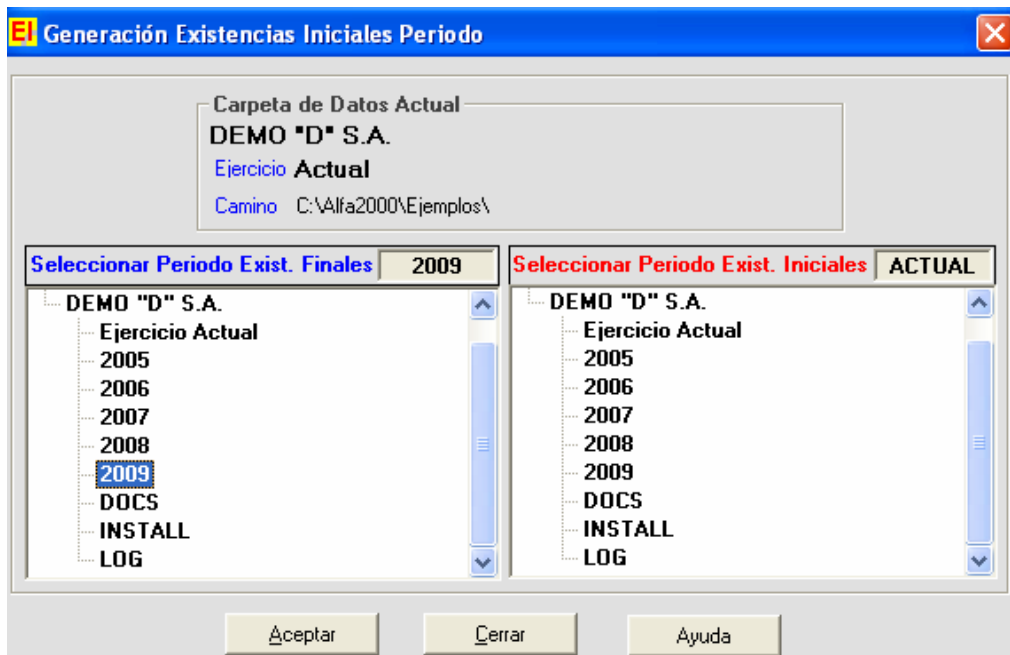 EI Generación Existencias Iniciales Periodo
Carpeta de Datos Actual
DEMO "D" S.A.
Ejercicio Actual
Camino C:\Alfa2000\Ejemplos\
Seleccionar Periodo Exist. Finales 2009
DEMO "D" S.A.
Ejercicio Actual
2005
2006
2007
2008
2009
DOCS
INSTALL
LOG
Seleccionar Periodo Exist. Iniciales ACTUAL
DEMO "D" S.A.
Ejercicio Actual
2005
2006
2007
2008
2009
DOCS
INSTALL
LOG
Aceptar
Cerrar
Ayuda